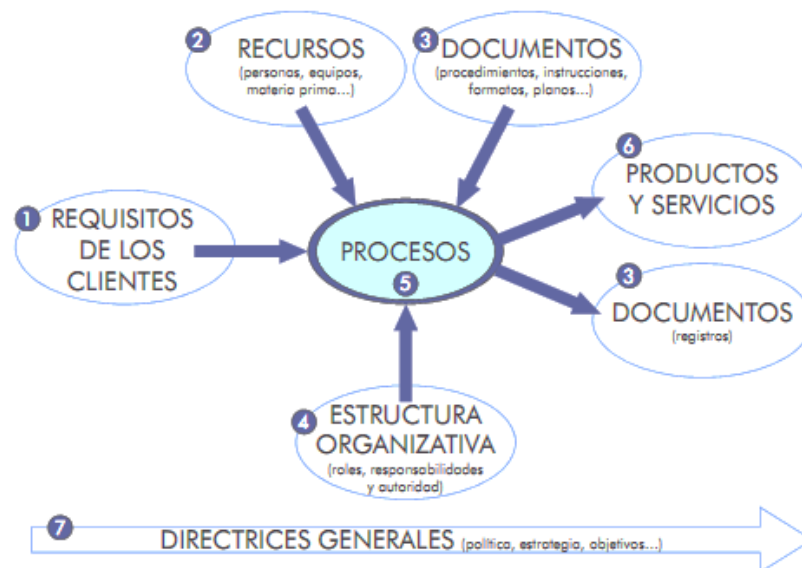 2
RECURSOS
(personas, equipos,
materia prima...)
3
DOCUMENTOS
(procedimientos, instrucciones,
formatos, planos...)
1
REQUISITOS
DE LOS
CLIENTES
PROCESOS
5
6
PRODUCTOS
Y SERVICIOS
3
DOCUMENTOS
(registros)
4
ESTRUCTURA
ORGANIZATIVA
(roles, responsabilidades
y autoridad)
7
DIRECTRICES GENERALES (política, estrategia, objetivos...)